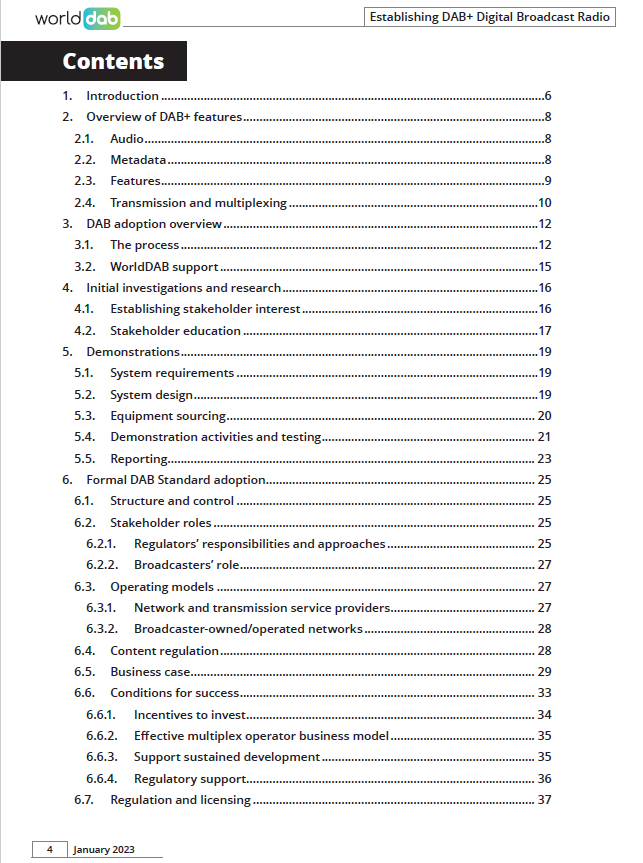 worlddab
Establishing DAB+ Digital Broadcast Radio
Contents
1. Introduction ........ 6
2. Overview of DAB+ features ........ 8
2.1. Audio ........ 8
2.2. Metadata ........ 8
2.3. Features ........ 9
2.4. Transmission and multiplexing ........ 10
3. DAB adoption overview ........ 12
3.1. The process ........ 12
3.2. WorldDAB support ........ 15
4. Initial investigations and research ........ 16
4.1. Establishing stakeholder interest ........ 16
4.2. Stakeholder education ........ 17
5. Demonstrations ........ 19
5.1. System requirements ........ 19
5.2. System design ........ 19
5.3. Equipment sourcing ........ 20
5.4. Demonstration activities and testing ........ 21
5.5. Reporting ........ 23
6. Formal DAB Standard adoption ........ 25
6.1. Structure and control ........ 25
6.2. Stakeholder roles ........ 25
6.2.1. Regulators’ responsibilities and approaches ........ 25
6.2.2. Broadcasters’ role ........ 27
6.3. Operating models ........ 27
6.3.1. Network and transmission service providers ........ 27
6.3.2. Broadcaster-owned/operated networks ........ 28
6.4. Content regulation ........ 28
6.5. Business case ........ 29
6.6. Conditions for success ........ 33
6.6.1. Incentives to invest ........ 34
6.6.2. Effective multiplex operator business model ........ 35
6.6.3. Support sustained development ........ 35
6.6.4. Regulatory support ........ 36
6.7. Regulation and licensing ........ 37
4 January 2023